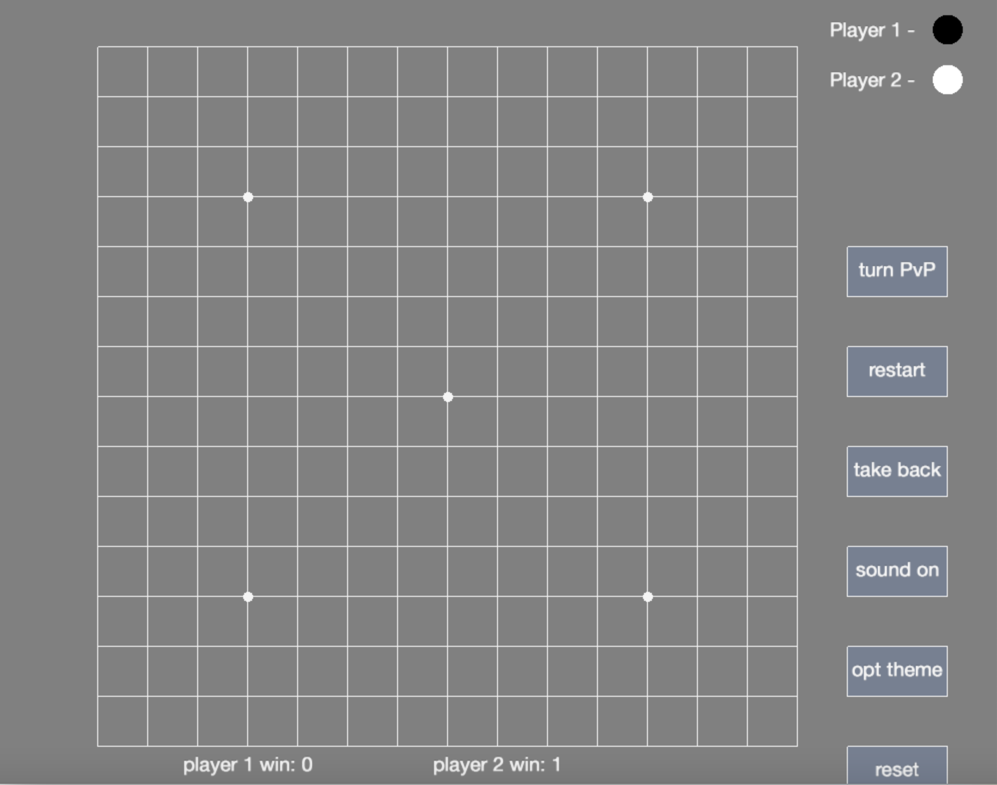 Player 1 -
Player 2 -
turn PvP
restart
take back
sound on
opt theme
reset
player 1 win: 0
player 2 win: 1